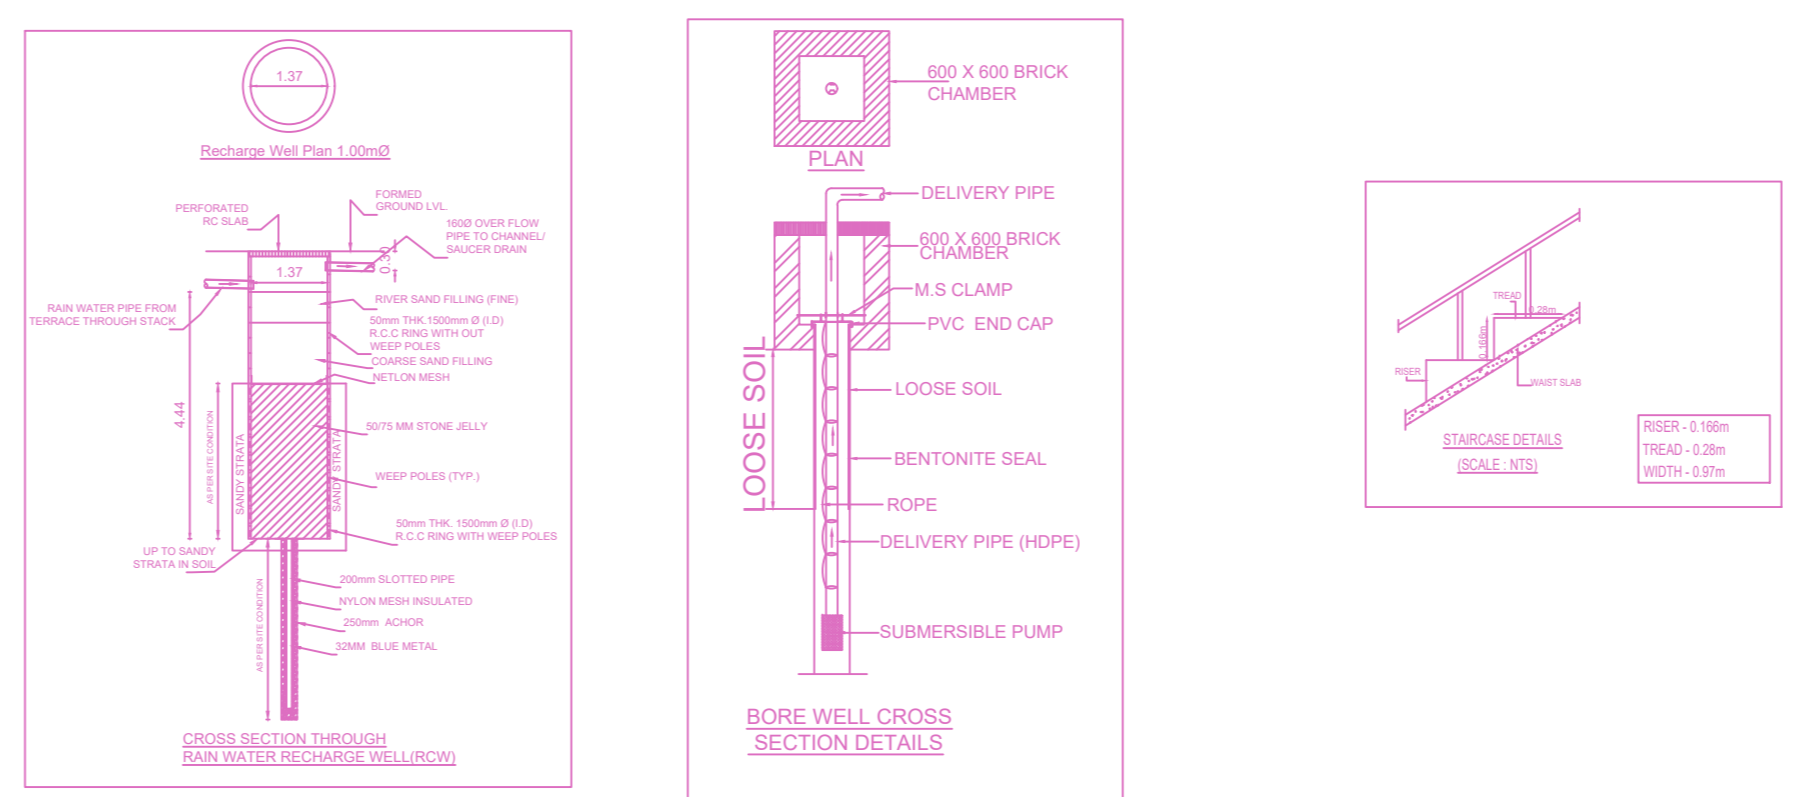 1.37
Recharge Well Plan 1.00mØ
PERFORATED
RC SLAB
FORMED
GROUND LVL.
160Ø OVER FLOW
PIPE TO CHANNEL/
SAUCER DRAIN
0.30
1.37
RAIN WATER PIPE FROM
TERRACE THROUGH STACK
RIVER SAND FILLING (FINE)
50mm THK.1500mm Ø (I.D)
R.C.C RING WITH OUT
WEEP POLES
COARSE SAND FILLING
NETLON MESH
4.44
AS PER SITE CONDITION
SANDY STRATA
SANDY STRATA
50/75 MM STONE JELLY
WEEP POLES (TYP.)
50mm THK. 1500mm Ø (I.D)
R.C.C RING WITH WEEP POLES
UP TO SANDY
STRATA IN SOIL
AS PER SITE CONDITION
200mm SLOTTED PIPE
NYLON MESH INSULATED
250mm ACHOR
32MM BLUE METAL
CROSS SECTION THROUGH
RAIN WATER RECHARGE WELL(RCW)
600 X 600 BRICK
CHAMBER
PLAN
DELIVERY PIPE
600 X 600 BRICK
CHAMBER
M.S CLAMP
PVC END CAP
LOOSE SOIL
LOOSE SOIL
BENTONITE SEAL
ROPE
DELIVERY PIPE (HDPE)
SUBMERSIBLE PUMP
BORE WELL CROSS
SECTION DETAILS
TREAD
0.28m
0.166m
RISER
WAIST SLAB
STAIRCASE DETAILS
(SCALE : NTS)
RISER - 0.166m
TREAD - 0.28m
WIDTH - 0.97m